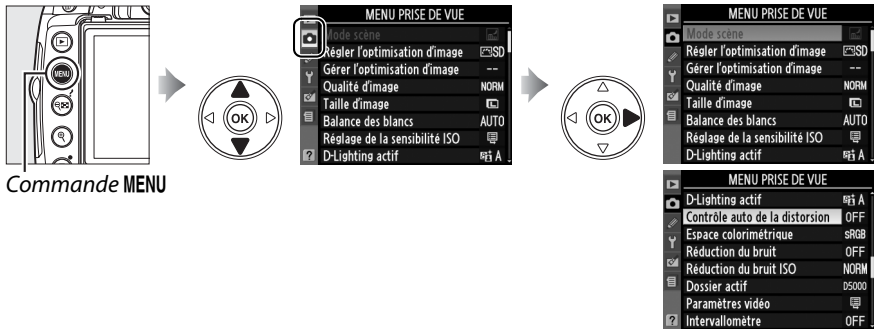 MENU
Commande MENU
OK
MENU PRISE DE VUE
Mode scène
Régler l'optimisation d'image SD
Gérer l'optimisation d'image --
Qualité d'image NORM
Taille d'image L
Balance des blancs AUTO
Réglage de la sensibilité ISO
D-Lighting actif A
OK
MENU PRISE DE VUE
Mode scène
Régler l'optimisation d'image SD
Gérer l'optimisation d'image --
Qualité d'image NORM
Taille d'image L
Balance des blancs AUTO
Réglage de la sensibilité ISO
D-Lighting actif A
MENU PRISE DE VUE
D-Lighting actif A
Contrôle auto de la distorsion OFF
Espace colorimétrique sRGB
Réduction du bruit OFF
Réduction du bruit ISO NORM
Dossier actif D5000
Paramètres vidéo
Intervallomètre OFF